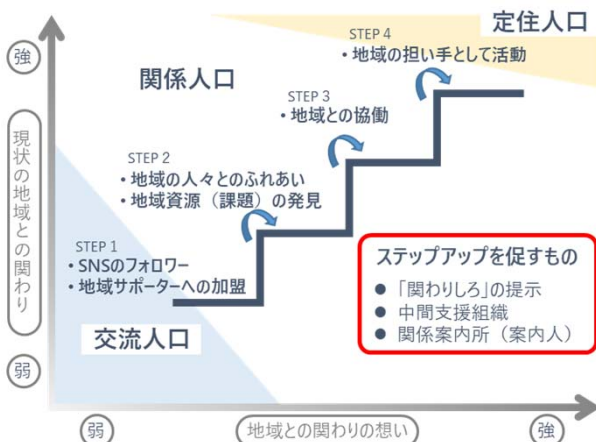 定住人口
強
関係人口
STEP 4
・地域の担い手として活動
STEP 3
・地域との協働
現状の地域との関わり
STEP 2
・地域の人々とのふれあい
・地域資源（課題）の発見
STEP 1
・SNSのフォロワー
・地域サポーターへの加盟
ステップアップを促すもの
● 「関わりしろ」の提示
● 中間支援組織
● 関係案内所（案内人）
交流人口
弱
弱
地域との関わりの想い
強